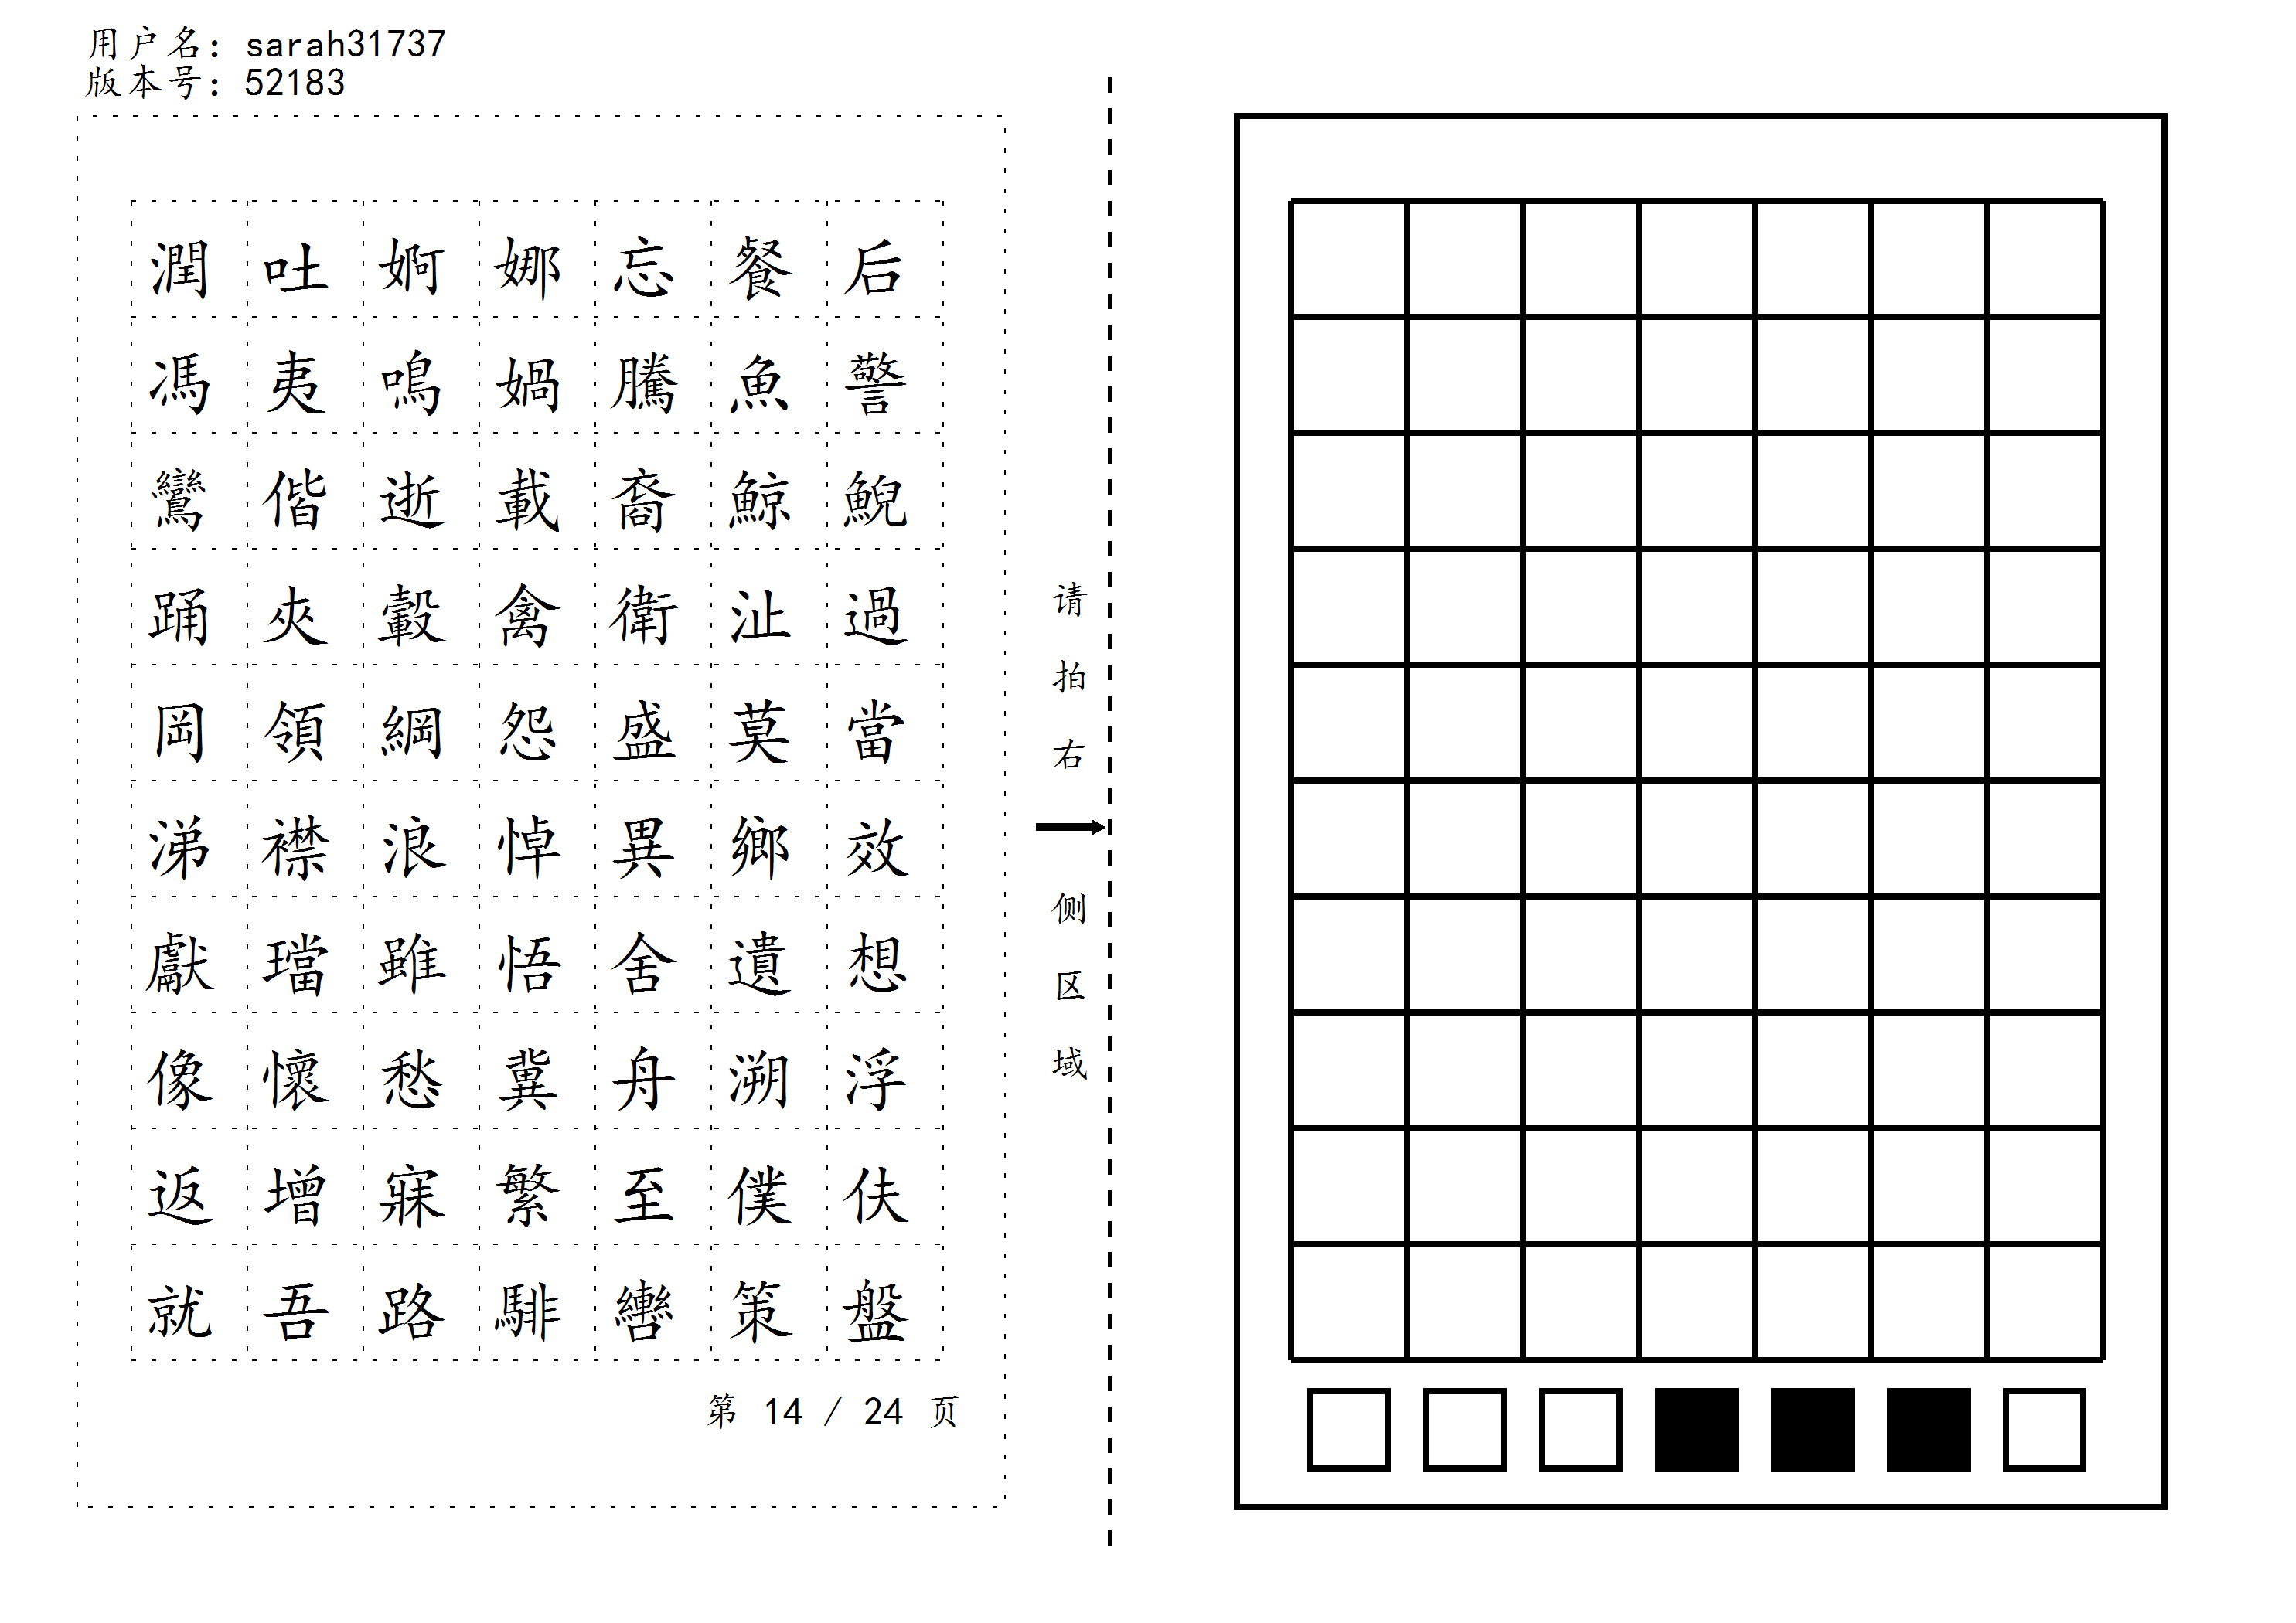 用户名: sarah31737
版本号: 52183
潤吐婀娜忘餐后
馮夷鳴媧騰魚警
鸞偕逝載裔鯨鯢
踊夾轂禽衛沚過
岡領綱怨盛莫當
涕襟浪悼異鄉效
獻璫雖悟舍遺想
像懷愁冀舟溯浮
返增寐繁至僕伕
就吾路騑轡策盤
第 14 / 24 页
请拍右侧区域